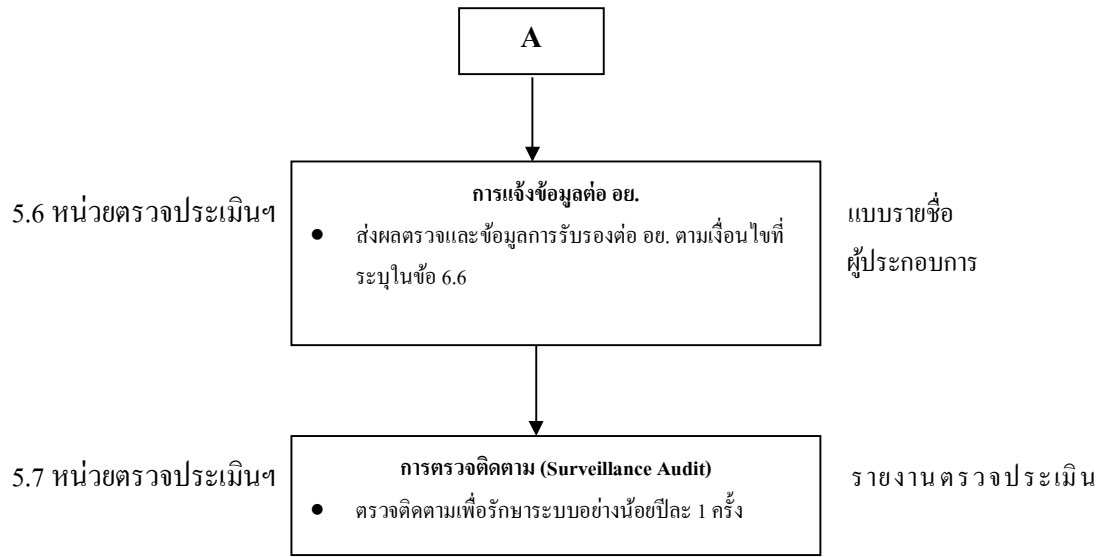 A
5.6 หน่วยตรวจประเมินฯ
การแจ้งข้อมูลต่อ อย.
● ส่งผลตรวจและข้อมูลการรับรองต่อ อย. ตามเงื่อนไขที่
ระบุในข้อ 6.6
แบบรายชื่อ
ผู้ประกอบการ
5.7 หน่วยตรวจประเมินฯ
การตรวจติดตาม (Surveillance Audit)
● ตรวจติดตามเพื่อรักษาระบบอย่างน้อยปีละ 1 ครั้ง
รายงานตรวจประเมิน